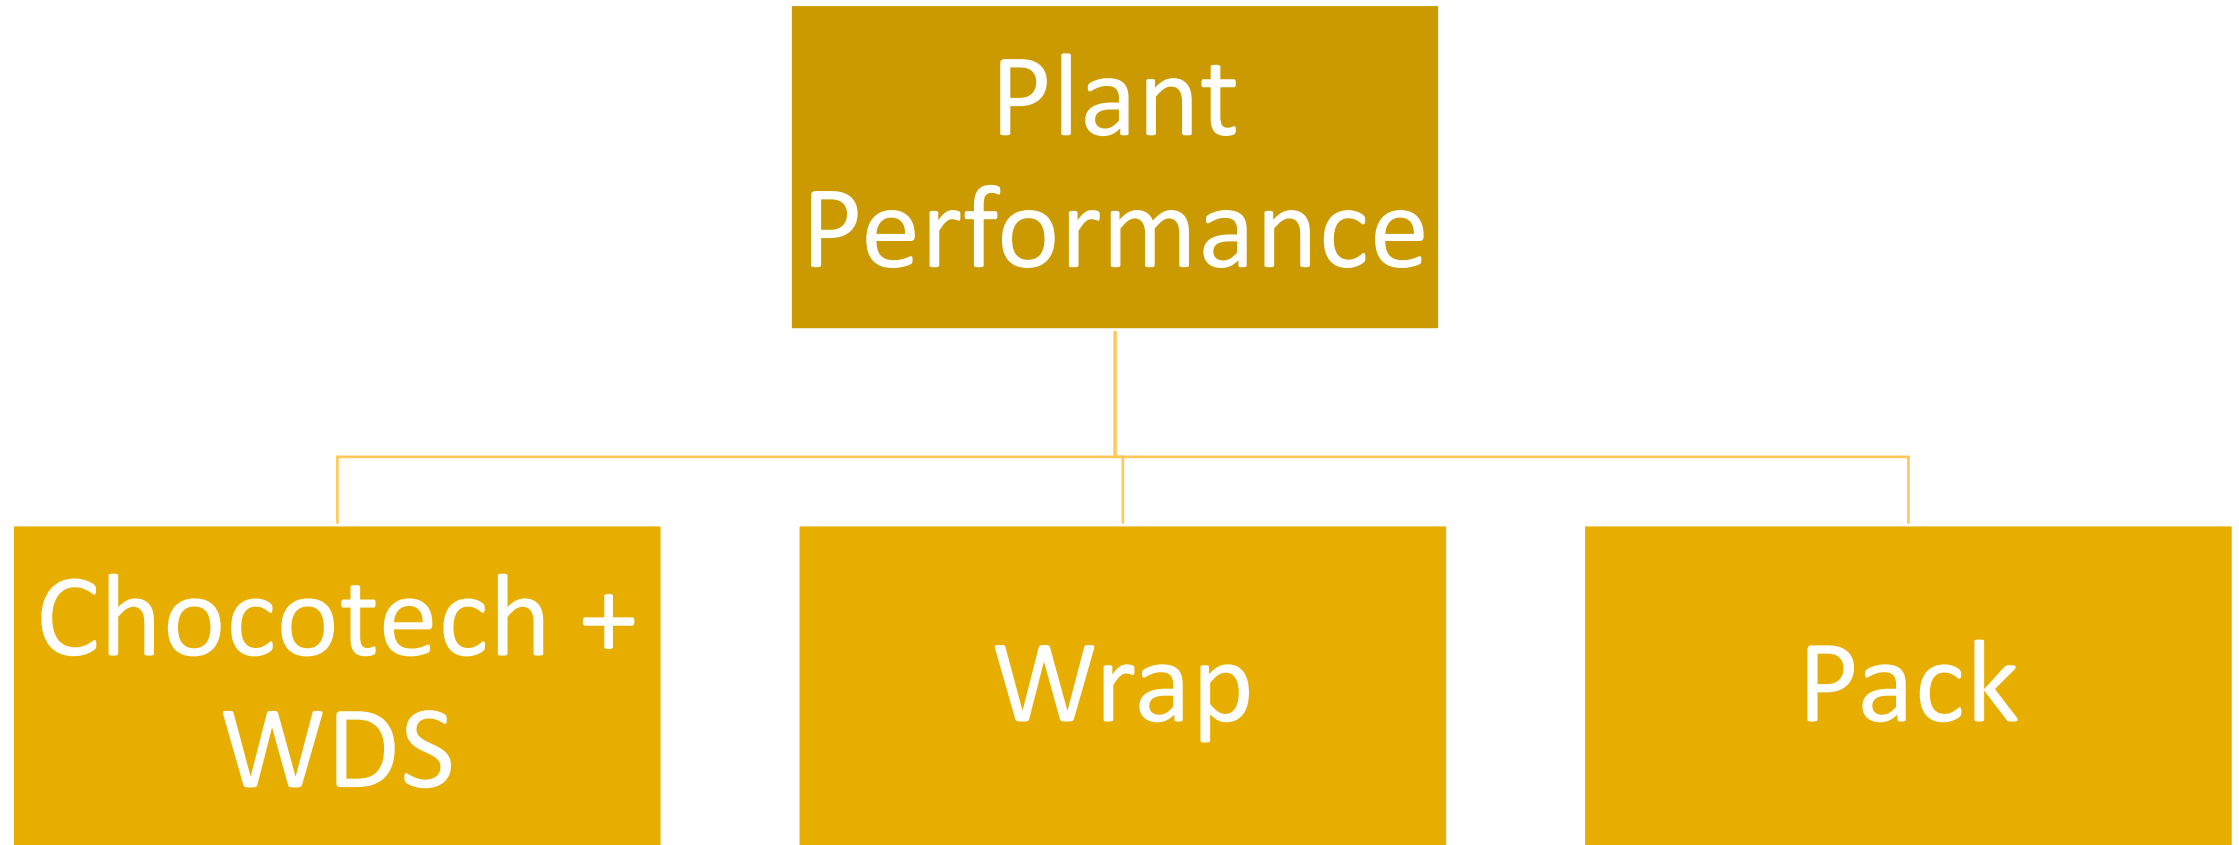 Plant
Performance
Chocotech +
WDS
Wrap
Pack